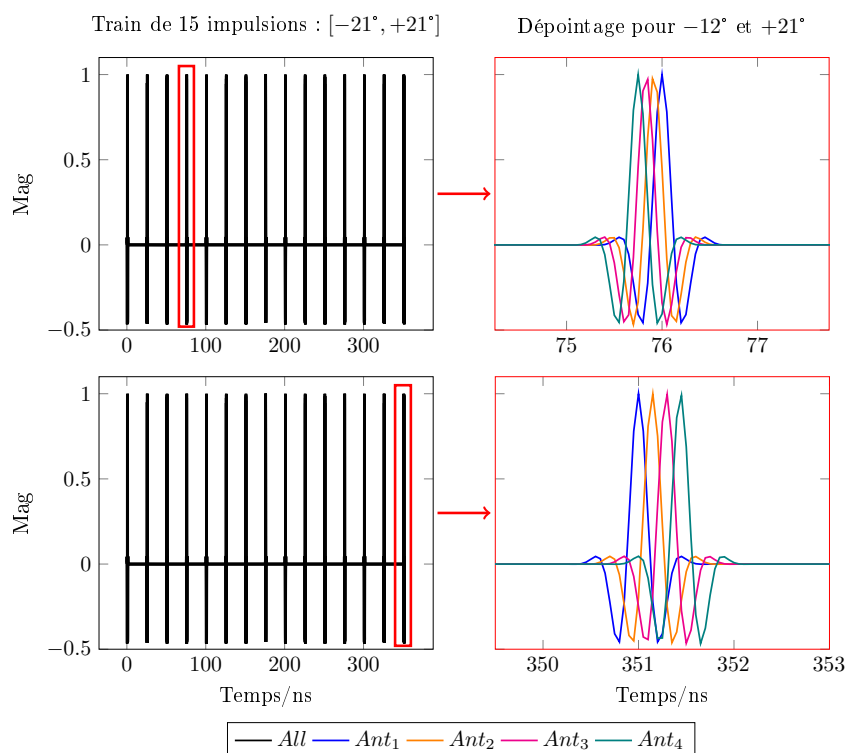 Train de 15 impulsions : [−21°, +21°]
Dépointage pour −12° et +21°
1
0.5
0
−0.5
Mag
0 100 200 300
75 76 77
1
0.5
0
−0.5
Mag
0 100 200 300
Temps/ns
350 351 352 353
Temps/ns
All Ant1 Ant2 Ant3 Ant4